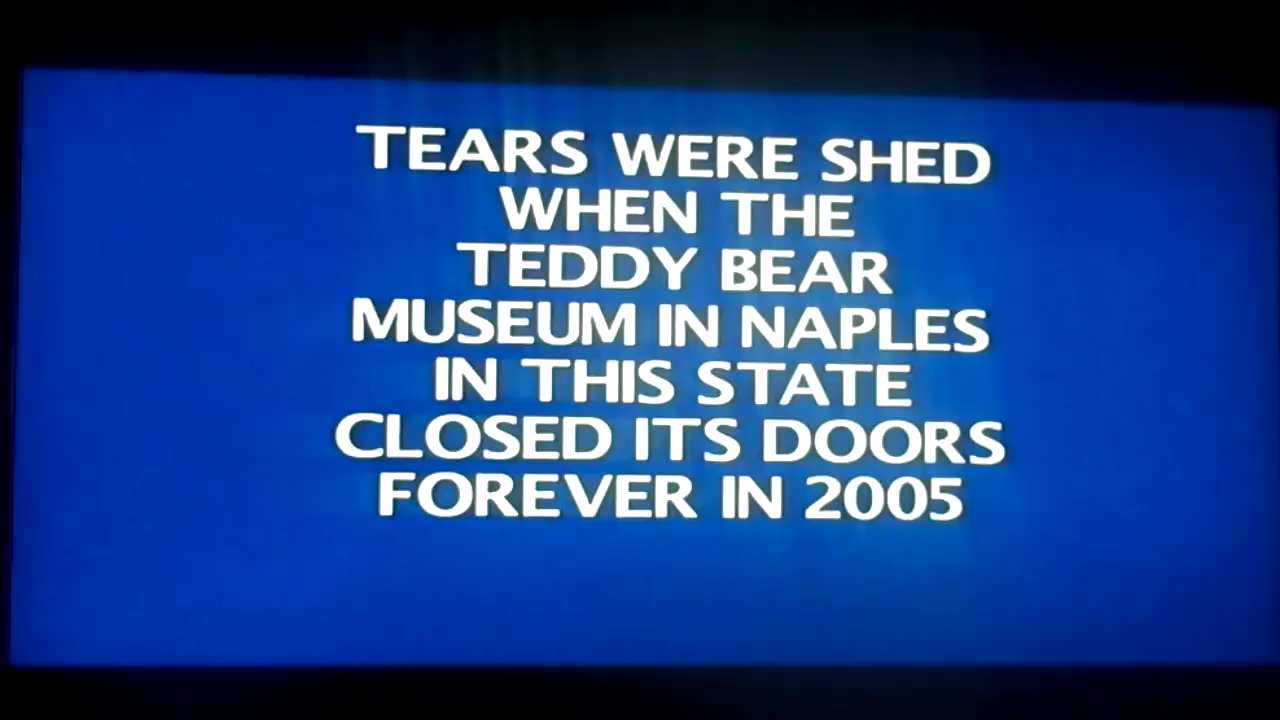 TEARS WERE SHED
WHEN THE
TEDDY BEAR
MUSEUM IN NAPLES
IN THIS STATE
CLOSED ITS DOORS
FOREVER IN 2005